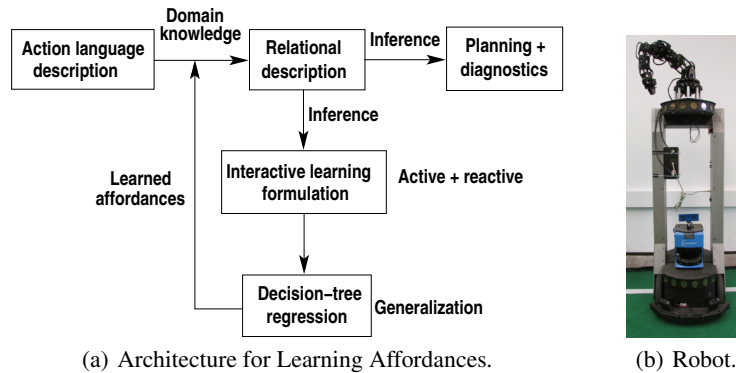 Domain
knowledge
Action language
description
Relational
description
Inference
Planning +
diagnostics
Inference
Interactive learning
formulation
Active + reactive
Learned
affordances
Decision−tree
regression
Generalization
(a) Architecture for Learning Affordances.
(b) Robot.